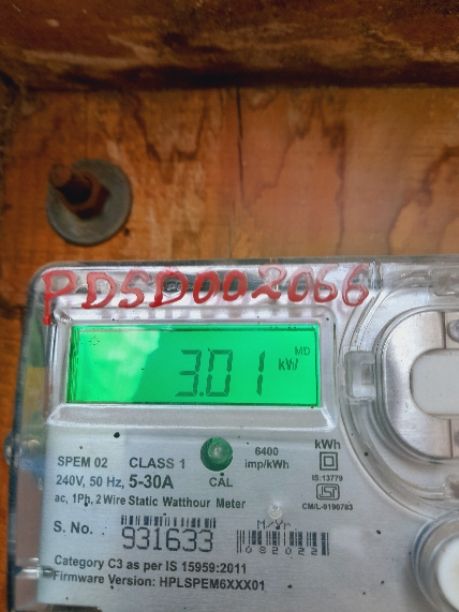 PDSD002066
MD
3.01 kW
SPEM 02 CLASS 1
240V, 50 Hz, 5-30A
ac, 1Ph, 2 Wire Static Watthour Meter
CAL
6400
imp/kWh
kWh
IS:13779
CM/L-9190783
S. No. 931633
M/Yr
082022
Category C3 as per IS 15959:2011
Firmware Version: HPLSPEM6XXX01